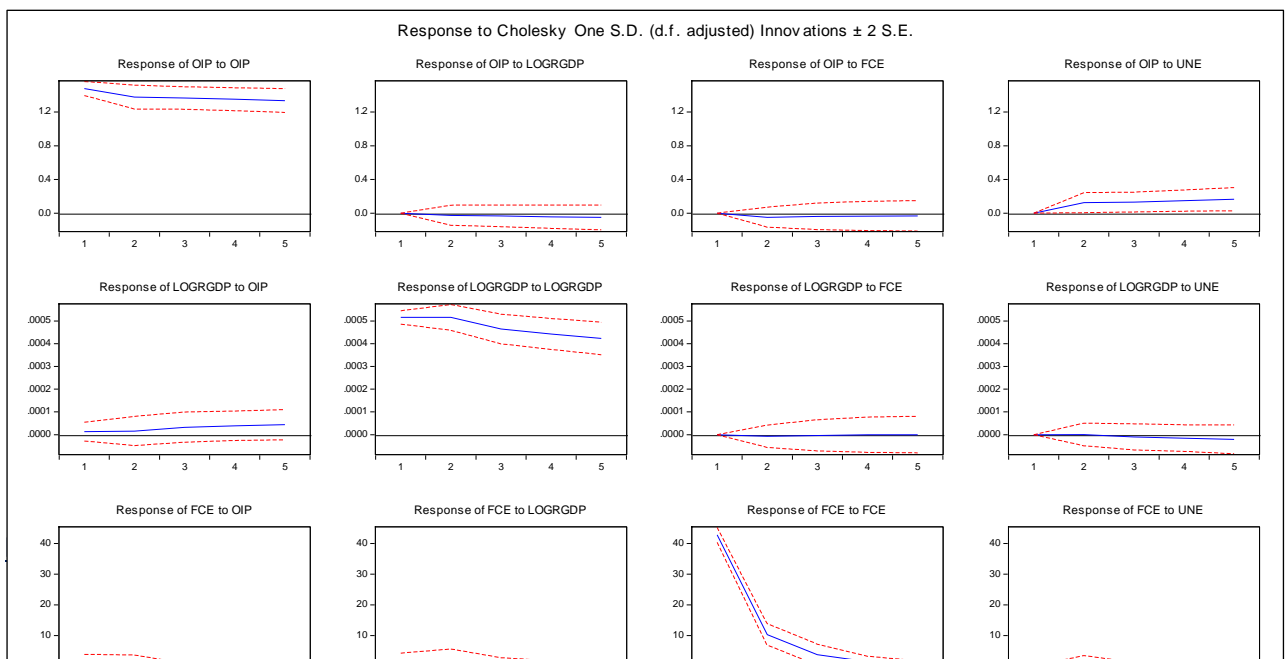 Response to Cholesky One S.D. (d.f. adjusted) Innovations ± 2 S.E.
Response of OIP to OIP
Response of OIP to LOGRGDP
Response of OIP to FCE
Response of OIP to UNE
1.2 1.2 1.2 1.2
0.8 0.8 0.8 0.8
0.4 0.4 0.4 0.4
0.0 0.0 0.0 0.0
1 2 3 4 5 1 2 3 4 5 1 2 3 4 5 1 2 3 4 5
Response of LOGRGDP to OIP
Response of LOGRGDP to LOGRGDP
Response of LOGRGDP to FCE
Response of LOGRGDP to UNE
.0005 .0005 .0005 .0005
.0004 .0004 .0004 .0004
.0003 .0003 .0003 .0003
.0002 .0002 .0002 .0002
.0001 .0001 .0001 .0001
.0000 .0000 .0000 .0000
1 2 3 4 5 1 2 3 4 5 1 2 3 4 5 1 2 3 4 5
Response of FCE to OIP
Response of FCE to LOGRGDP
Response of FCE to FCE
Response of FCE to UNE
40 40 40 40
30 30 30 30
20 20 20 20
10 10 10 10